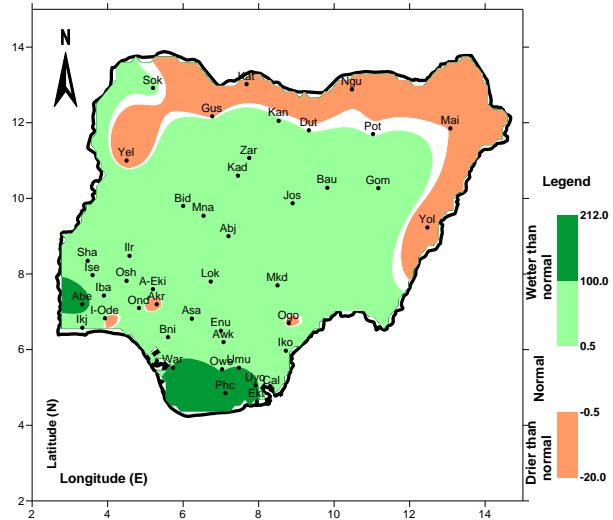 N
14
12
10
8
6
4
2
2
4
6
8
10
12
14
Latitude (N)
Longitude (E)
Sok
Kat
Ngu
Gus
Kan
Dut
Pot
Mai
Yel
Zar
Kad
Bau
Gom
Bid
Mna
Jos
Abj
Yol
Sha
Ilr
Ise
Osh
A-Eki
Lok
Mkd
Iba
Abe
Ond
Akr
I-Ode
Ikj
Asa
Ogo
Bni
Enu
Awk
Iko
War
Owe
Umu
Uyo
Cal
Phc
Ekt
Legend
212.0
Wetter than
normal
100.0
0.5
Normal
-0.5
Drier than
normal
-20.0